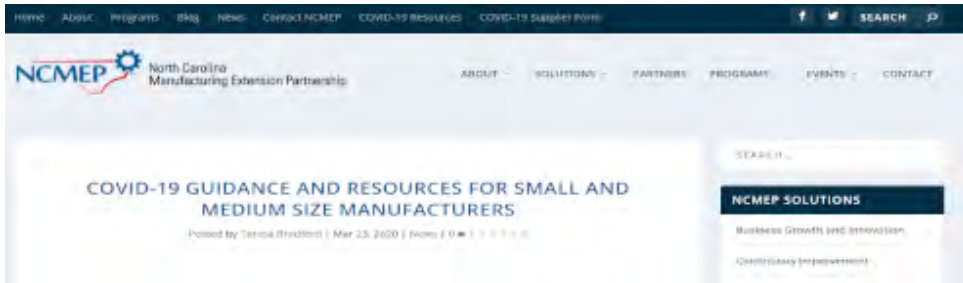 Home About Programs Blog News Contact NCMEP COVID-19 Resources COVID-19 Supplier Form SEARCH
NCMEP North Carolina
Manufacturing Extension Partnership
ABOUT SOLUTIONS PARTNERS PROGRAMS EVENTS CONTACT
SEARCH...
COVID-19 GUIDANCE AND RESOURCES FOR SMALL AND
MEDIUM SIZE MANUFACTURERS
Posted by | Mar 23, 2020 | News | 0
NCMEP SOLUTIONS
Business Growth and Innovation
Continuous Improvement